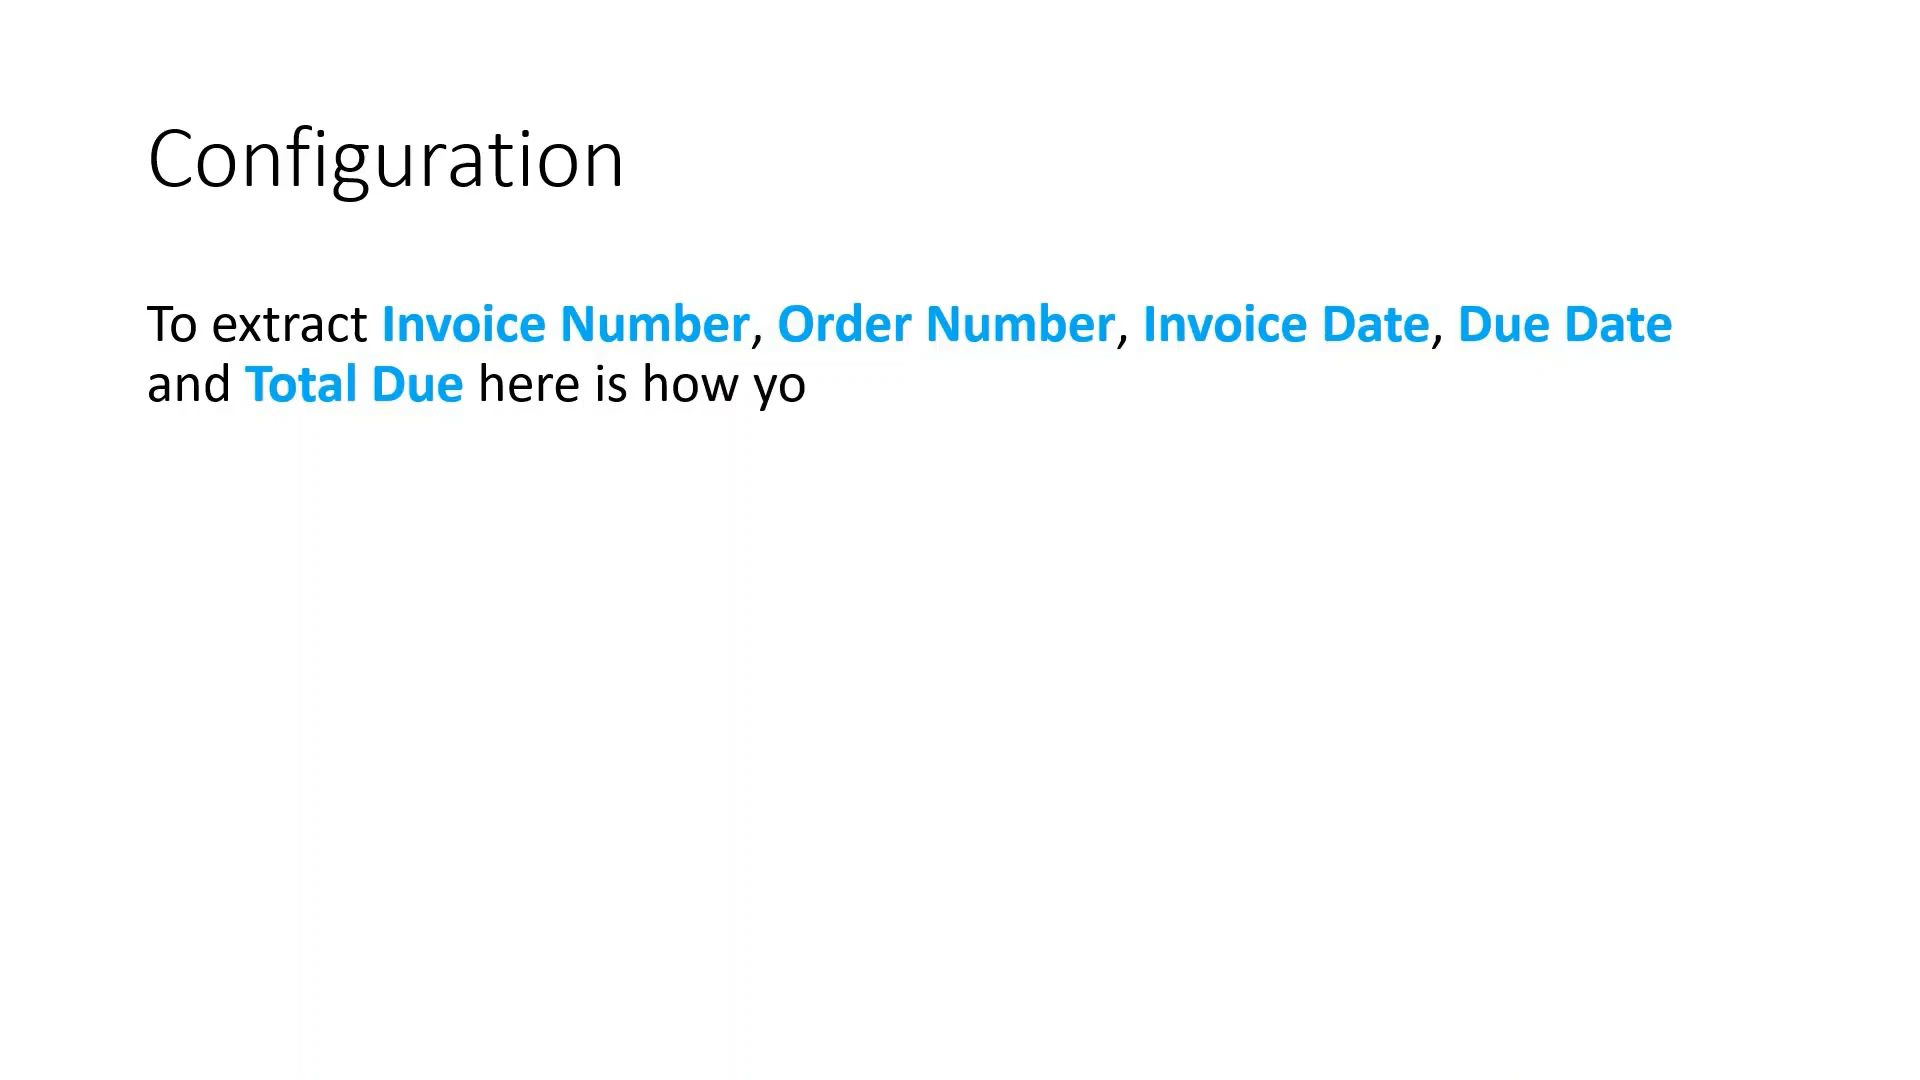 Configuration
To extract Invoice Number, Order Number, Invoice Date, Due Date
and Total Due here is how yo